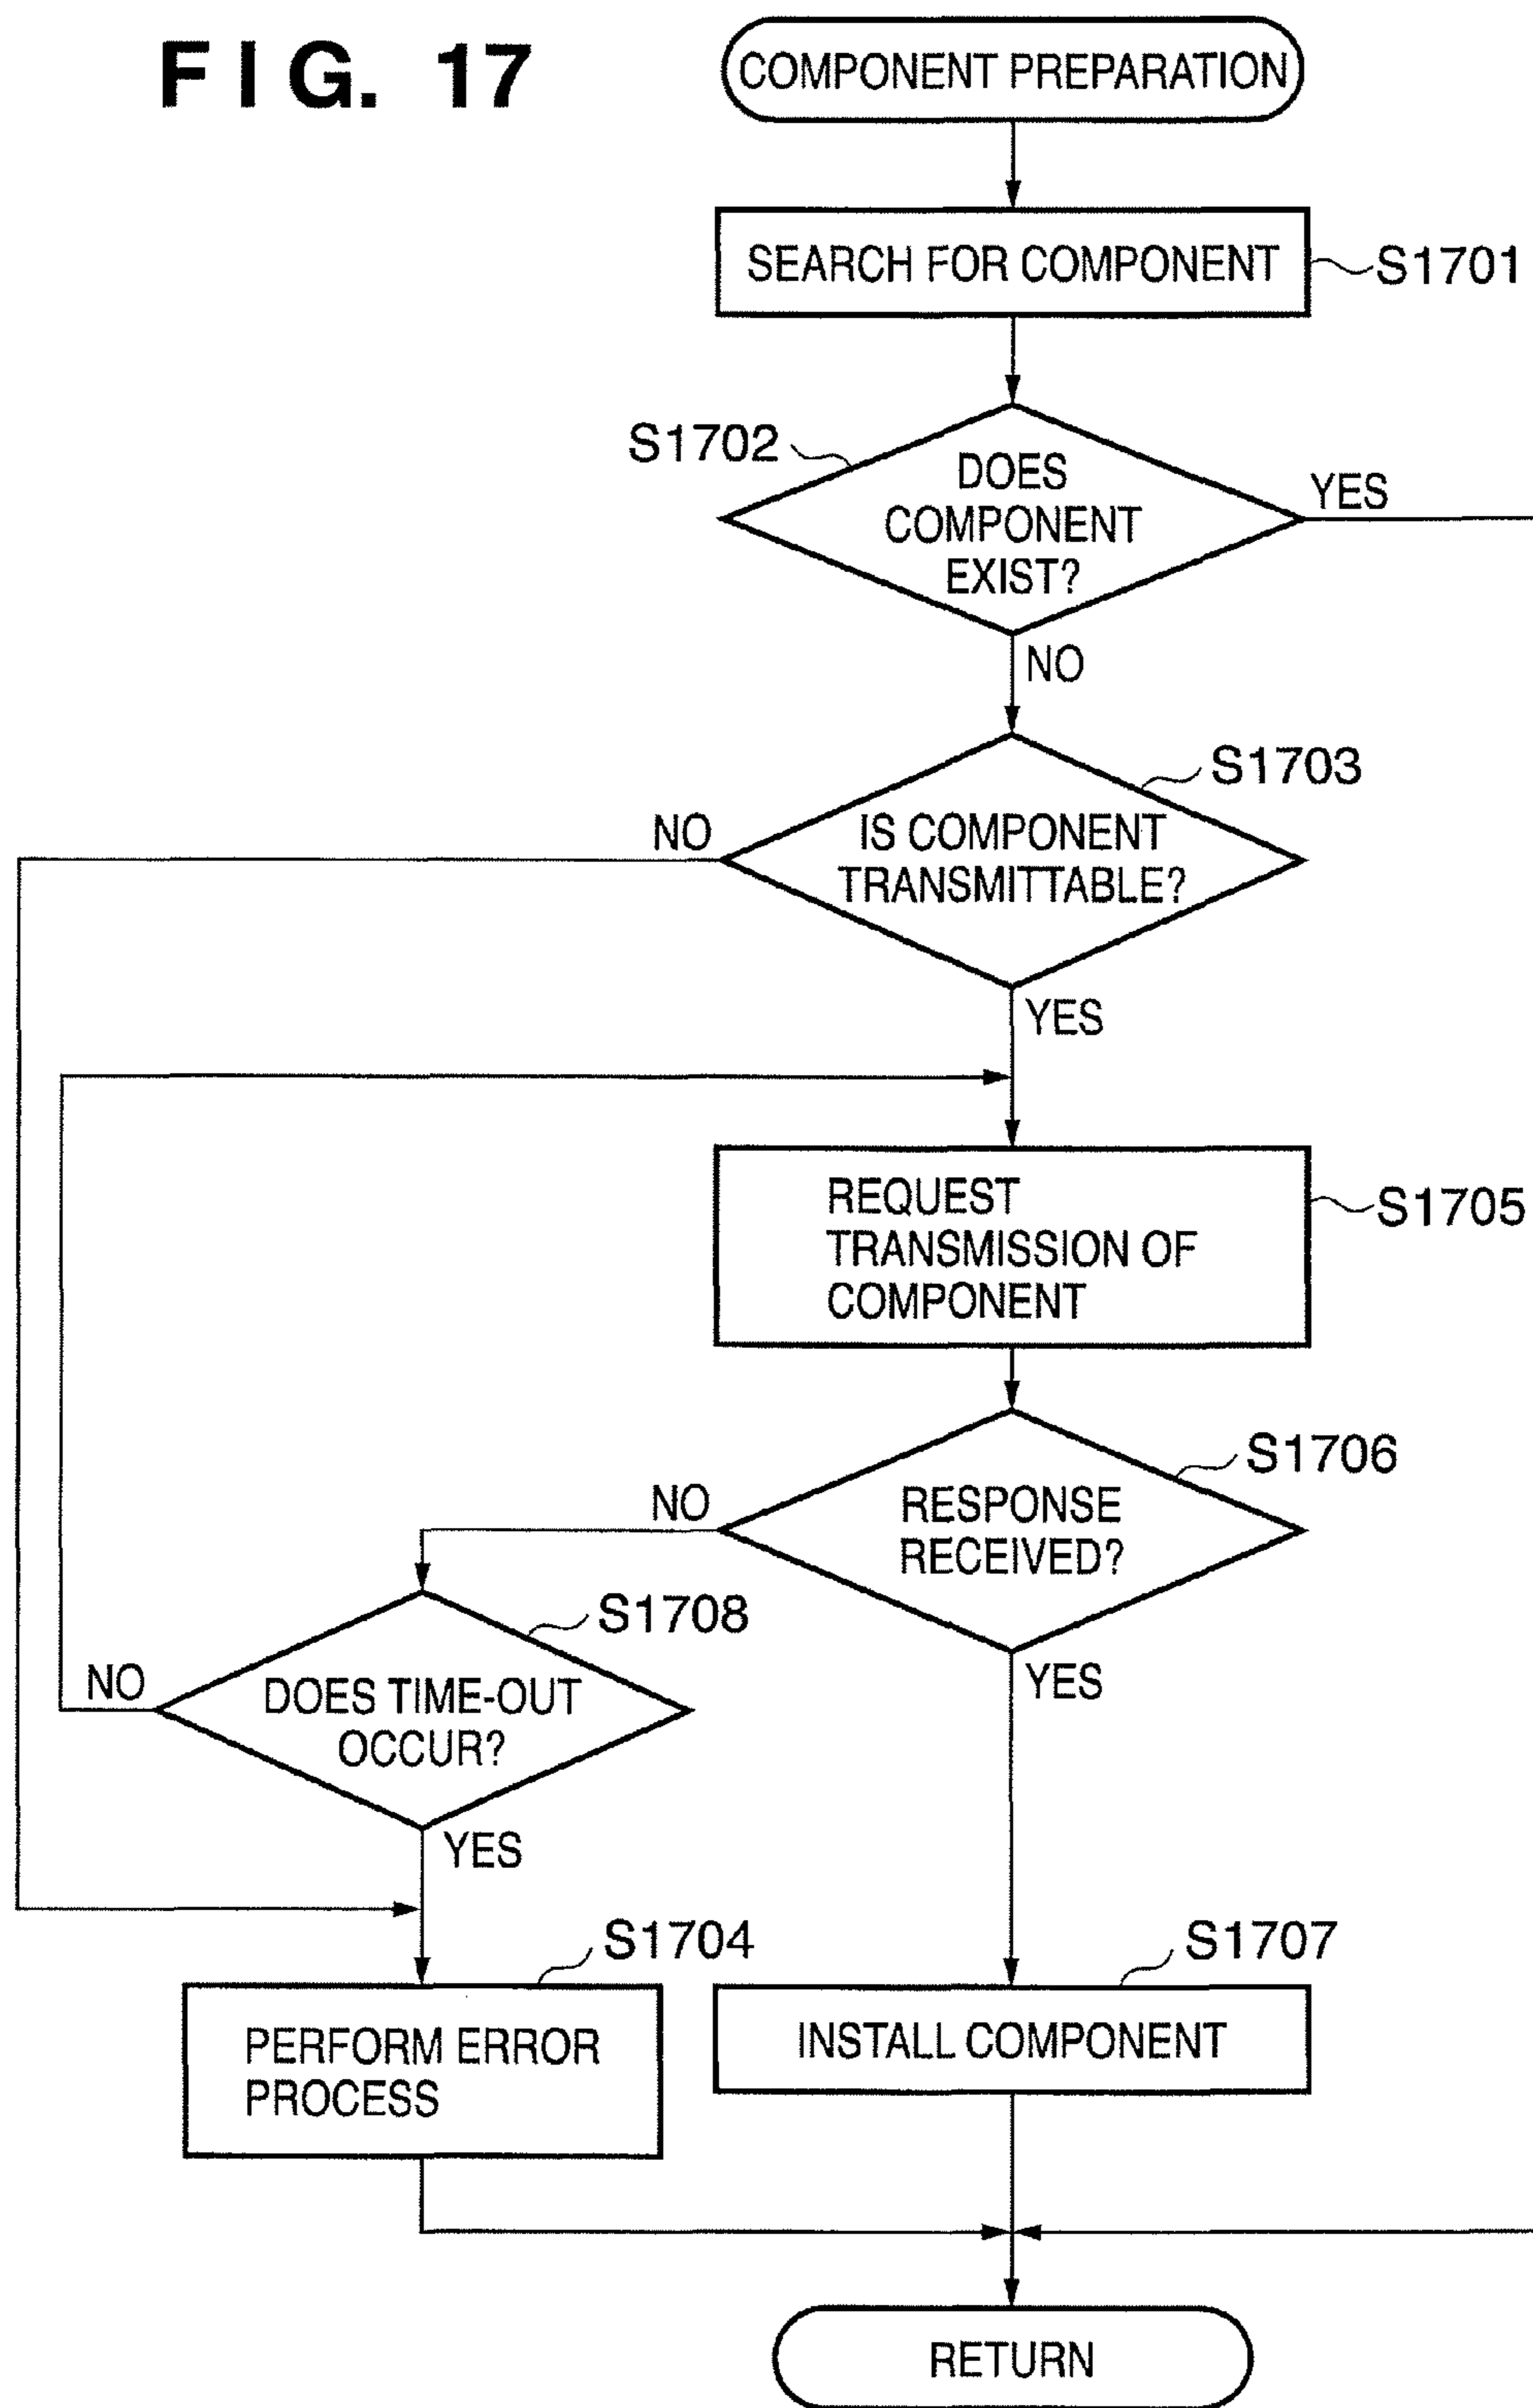 FIG. 17
COMPONENT PREPARATION
SEARCH FOR COMPONENT
S1701
S1702
DOES
COMPONENT
EXIST?
YES
NO
S1703
NO
IS COMPONENT
TRANSMITTABLE?
YES
REQUEST
TRANSMISSION OF
COMPONENT
S1705
S1706
NO
RESPONSE
RECEIVED?
YES
S1708
NO
DOES TIME-OUT
OCCUR?
YES
S1704
PERFORM ERROR
PROCESS
S1707
INSTALL COMPONENT
RETURN